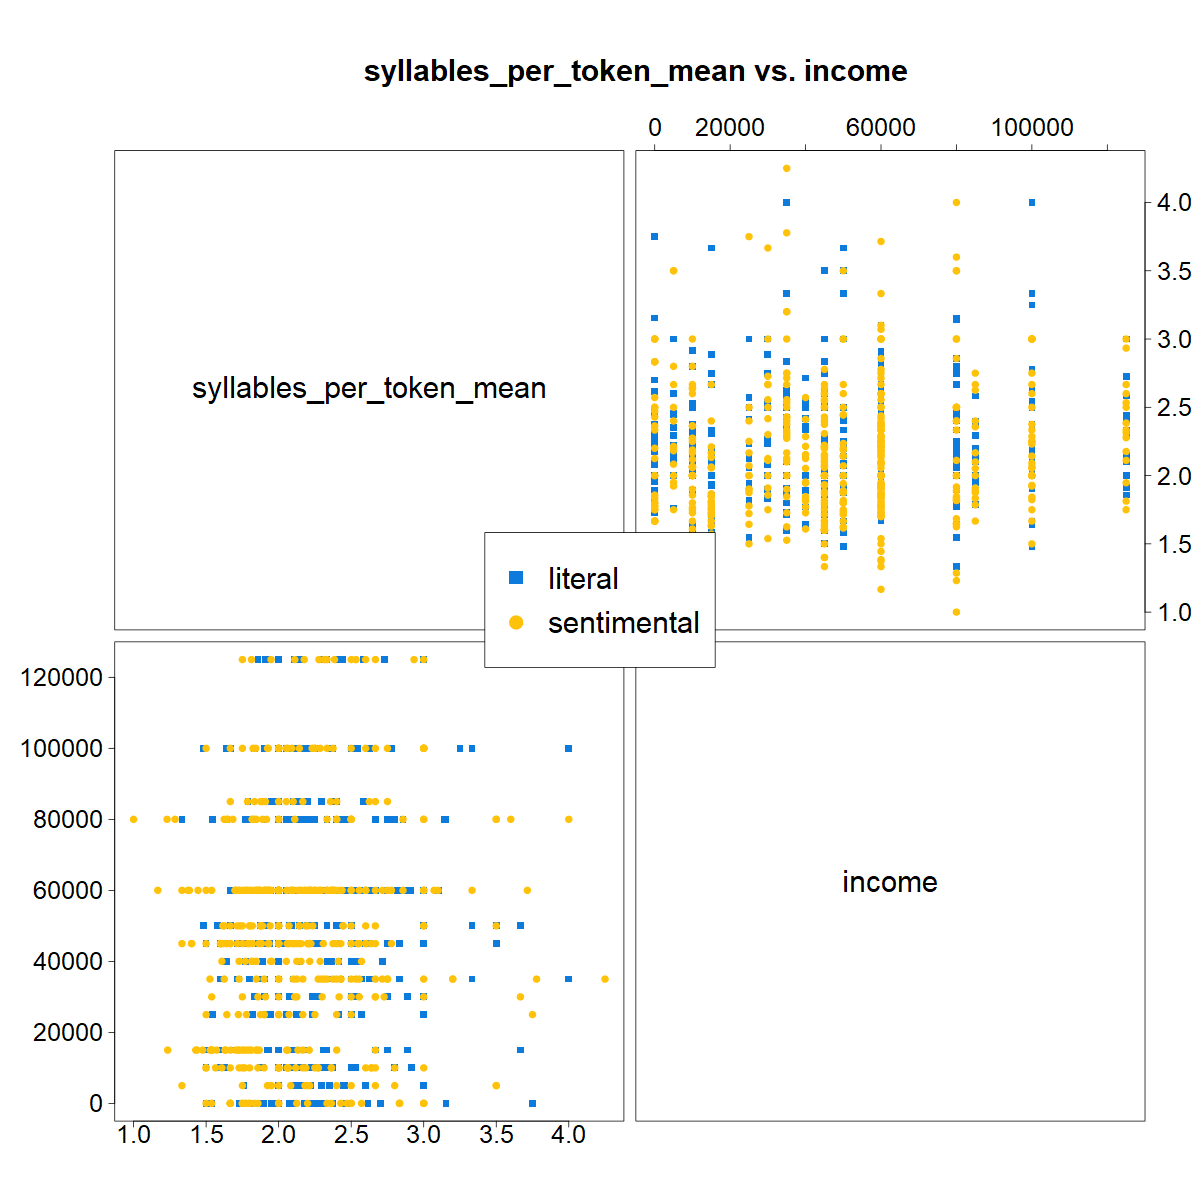 syllables_per_token_mean vs. income
0 20000 60000 100000
4.0
3.5
3.0
2.5
2.0
1.5
1.0
syllables_per_token_mean
literal
sentimental
120000
100000
80000
60000
40000
20000
0
income
1.0 1.5 2.0 2.5 3.0 3.5 4.0